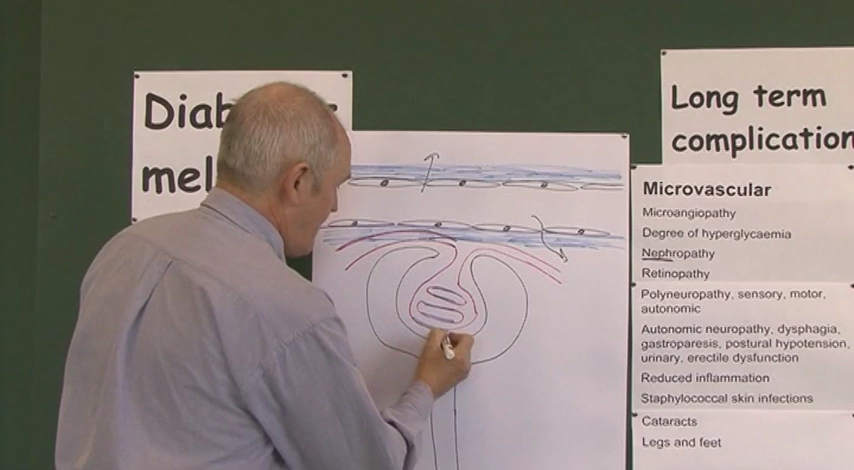 Diab
mel
Long term
complication
Microvascular
Microangiopathy
Degree of hyperglycaemia
Nephropathy
Retinopathy
Polyneuropathy, sensory, motor,
autonomic
Autonomic neuropathy, dysphagia,
gastroparesis, postural hypotension,
urinary, erectile dysfunction
Reduced inflammation
Staphylococcal skin infections
Cataracts
Legs and feet